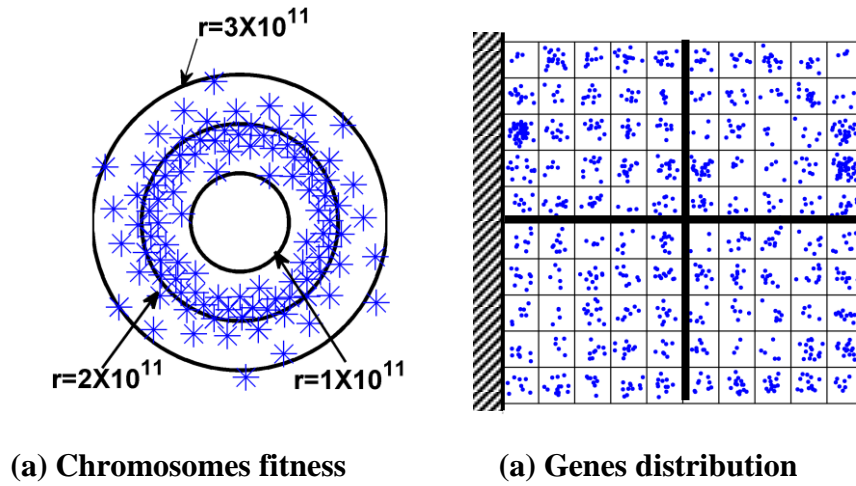 r=3X10^11
r=2X10^11
r=1X10^11
(a) Chromosomes fitness
(a) Genes distribution